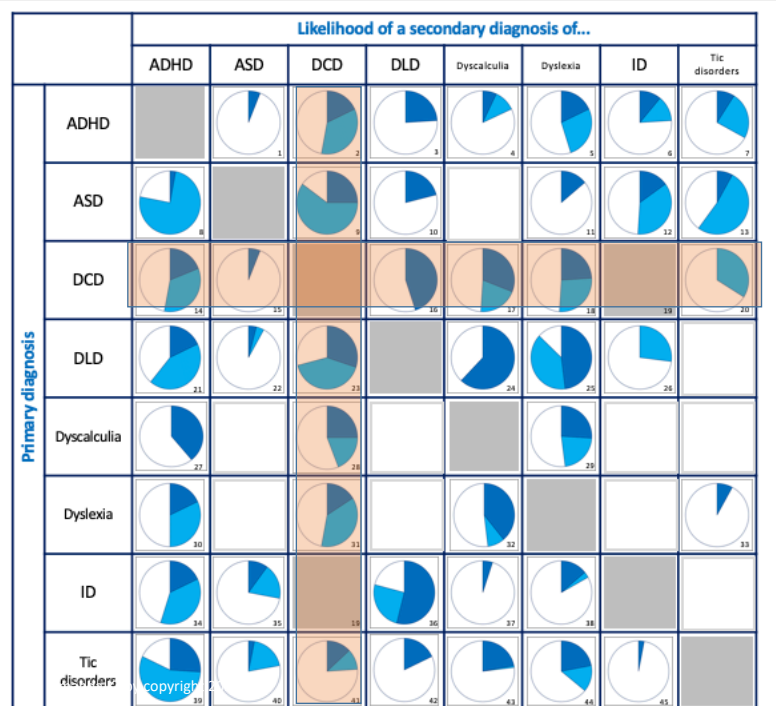 Likelihood of a secondary diagnosis of...
ADHD ASD DCD DLD Dyscalculia Dyslexia ID Tic disorders
Primary diagnosis
ADHD 1 2 3 4 5 6 7
ASD 8 9 10 11 12 13
DCD 14 15 16 17 18 19 20
DLD 21 22 23 24 25 26
Dyscalculia 27 28 29
Dyslexia 30 31 32 33
ID 34 35 19 36 37 38
Tic disorders 39 40 41 42 43 44 45
copyright